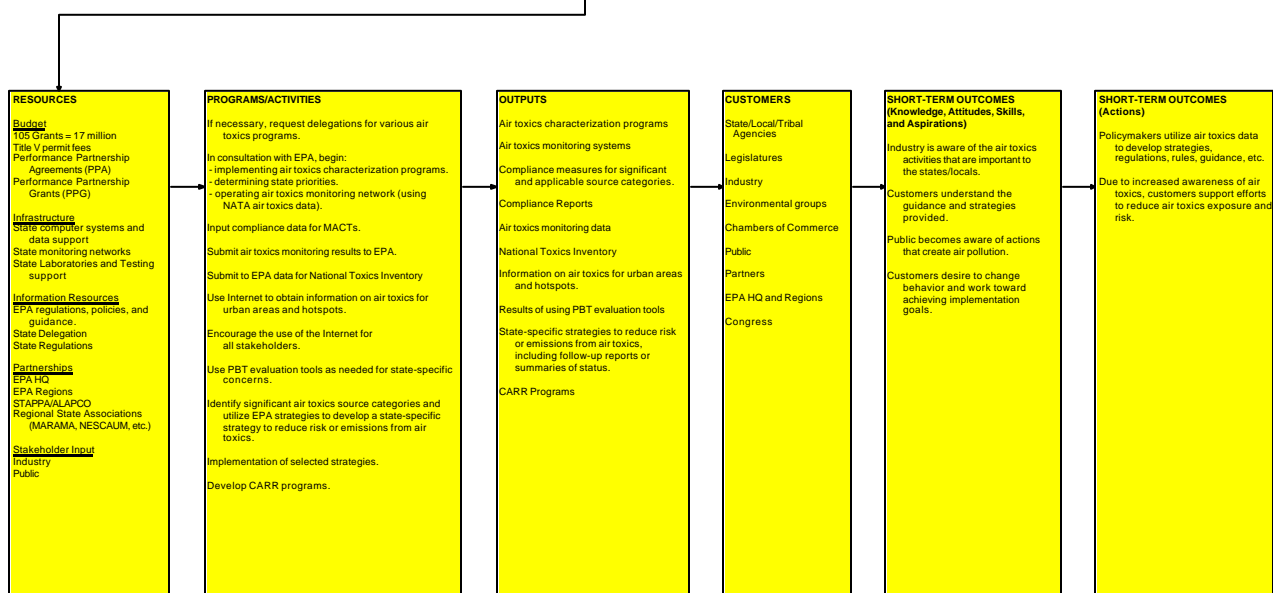 RESOURCES
Budget
105 Grants = 17 million
Title V permit fees
Performance Partnership
Agreements (PPA)
Performance Partnership
Grants (PPG)
Infrastructure
State computer systems and
data support
State monitoring networks
State Laboratories and Testing
support
Information Resources
EPA regulations, policies, and
guidance.
State Delegation
State Regulations
Partnerships
EPA HQ
EPA Regions
STAPPA/ALAPCO
Regional State Associations
(MARAMA, NESCAUM, etc.)
Stakeholder Input
Industry
Public
PROGRAMS/ACTIVITIES
If necessary, request delegations for various air
toxics programs.
In consultation with EPA, begin:
- implementing air toxics characterization programs.
- determining state priorities.
- operating air toxics monitoring network (using
NATA air toxics data).
Input compliance data for MACTs.
Submit air toxics monitoring results to EPA.
Submit to EPA data for National Toxics Inventory
Use Internet to obtain information on air toxics for
urban areas and hotspots.
Encourage the use of the Internet for
all stakeholders.
Use PBT evaluation tools as needed for state-specific
concerns.
Identify significant air toxics source categories and
utilize EPA strategies to develop a state-specific
strategy to reduce risk or emissions from air
toxics.
Implementation of selected strategies.
Develop CARR programs.
OUTPUTS
Air toxics characterization programs
Air toxics monitoring systems
Compliance measures for significant
and applicable source categories.
Compliance Reports
Air toxics monitoring data
National Toxics Inventory
Information on air toxics for urban areas
and hotspots.
Results of using PBT evaluation tools
State-specific strategies to reduce risk
or emissions from air toxics,
including follow-up reports or
summaries of status.
CARR Programs
CUSTOMERS
State/Local/Tribal
Agencies
Legislatures
Industry
Environmental groups
Chambers of Commerce
Public
Partners
EPA HQ and Regions
Congress
SHORT-TERM OUTCOMES
(Knowledge, Attitudes, Skills,
and Aspirations)
Industry is aware of the air toxics
activities that are important to
the states/locals.
Customers understand the
guidance and strategies
provided.
Public becomes aware of actions
that create air pollution.
Customers desire to change
behavior and work toward
achieving implementation
goals.
SHORT-TERM OUTCOMES
(Actions)
Policymakers utilize air toxics data
to develop strategies,
regulations, rules, guidance, etc.
Due to increased awareness of air
toxics, customers support efforts
to reduce air toxics exposure and
risk.